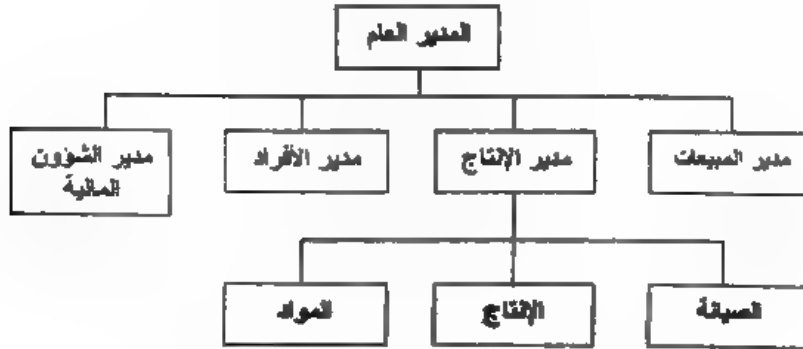 المدير العام
مدير المبيعات
مدير الإنتاج
مدير الأفراد
مدير الشؤون
المالية
الصيانة
الإنتاج
المواد